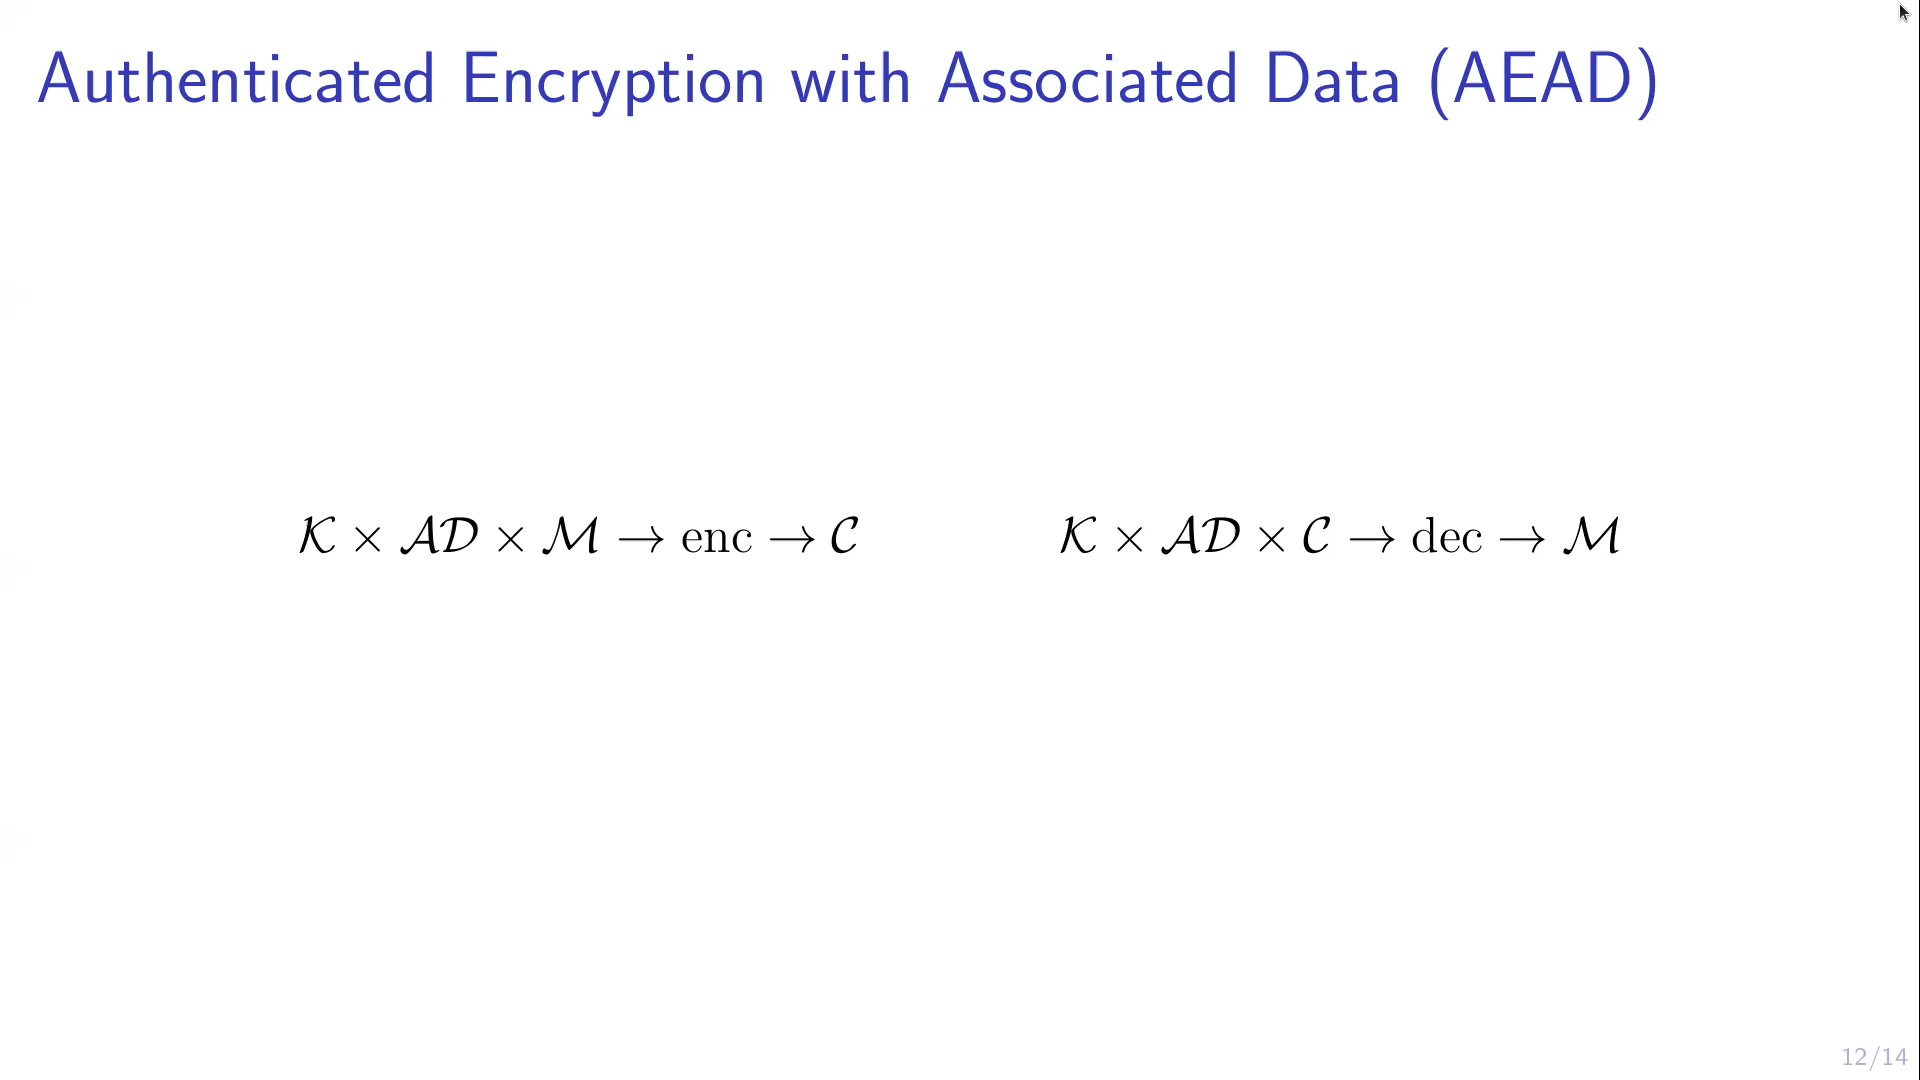 Authenticated Encryption with Associated Data (AEAD)
𝒦 × 𝒜𝒟 × ℳ → enc → 𝒞
𝒦 × 𝒜𝒟 × 𝒞 → dec → ℳ
12/14